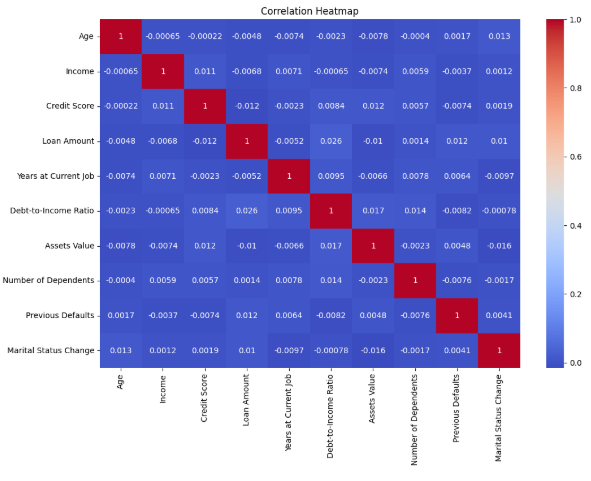 Correlation Heatmap
Age 1 -0.00065 -0.00022 -0.0048 -0.0074 -0.0023 -0.0078 -0.0004 0.0017 0.013
Income -0.00065 1 0.011 -0.0068 0.0071 -0.00065 -0.0074 0.0059 -0.0037 0.0012
Credit Score -0.00022 0.011 1 -0.012 -0.0023 0.0084 0.012 0.0057 -0.0074 0.0019
Loan Amount -0.0048 -0.0068 -0.012 1 -0.0052 0.026 -0.01 0.0014 0.012 0.01
Years at Current Job -0.0074 0.0071 -0.0023 -0.0052 1 0.0095 -0.0066 0.0078 0.0064 -0.0097
Debt-to-Income Ratio -0.0023 -0.00065 0.0084 0.026 0.0095 1 0.017 0.014 -0.0082 -0.00078
Assets Value -0.0078 -0.0074 0.012 -0.01 -0.0066 0.017 1 -0.0023 0.0048 -0.016
Number of Dependents -0.0004 0.0059 0.0057 0.0014 0.0078 0.014 -0.0023 1 -0.0076 -0.0017
Previous Defaults 0.0017 -0.0037 -0.0074 0.012 0.0064 -0.0082 0.0048 -0.0076 1 0.0041
Marital Status Change 0.013 0.0012 0.0019 0.01 -0.0097 -0.00078 -0.016 -0.0017 0.0041 1
Age
Income
Credit Score
Loan Amount
Years at Current Job
Debt-to-Income Ratio
Assets Value
Number of Dependents
Previous Defaults
Marital Status Change
1.0
0.8
0.6
0.4
0.2
0.0